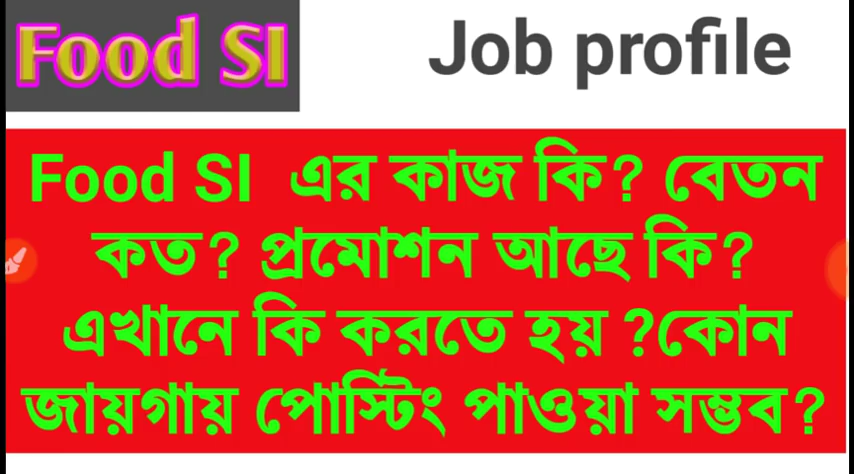 Food SI
Job profile
Food SI এর কাজ কি? বেতন
কত? প্রমোশন আছে কি?
এখানে কি করতে হয় ?কোন
জায়গায় পোস্টিং পাওয়া সম্ভব?